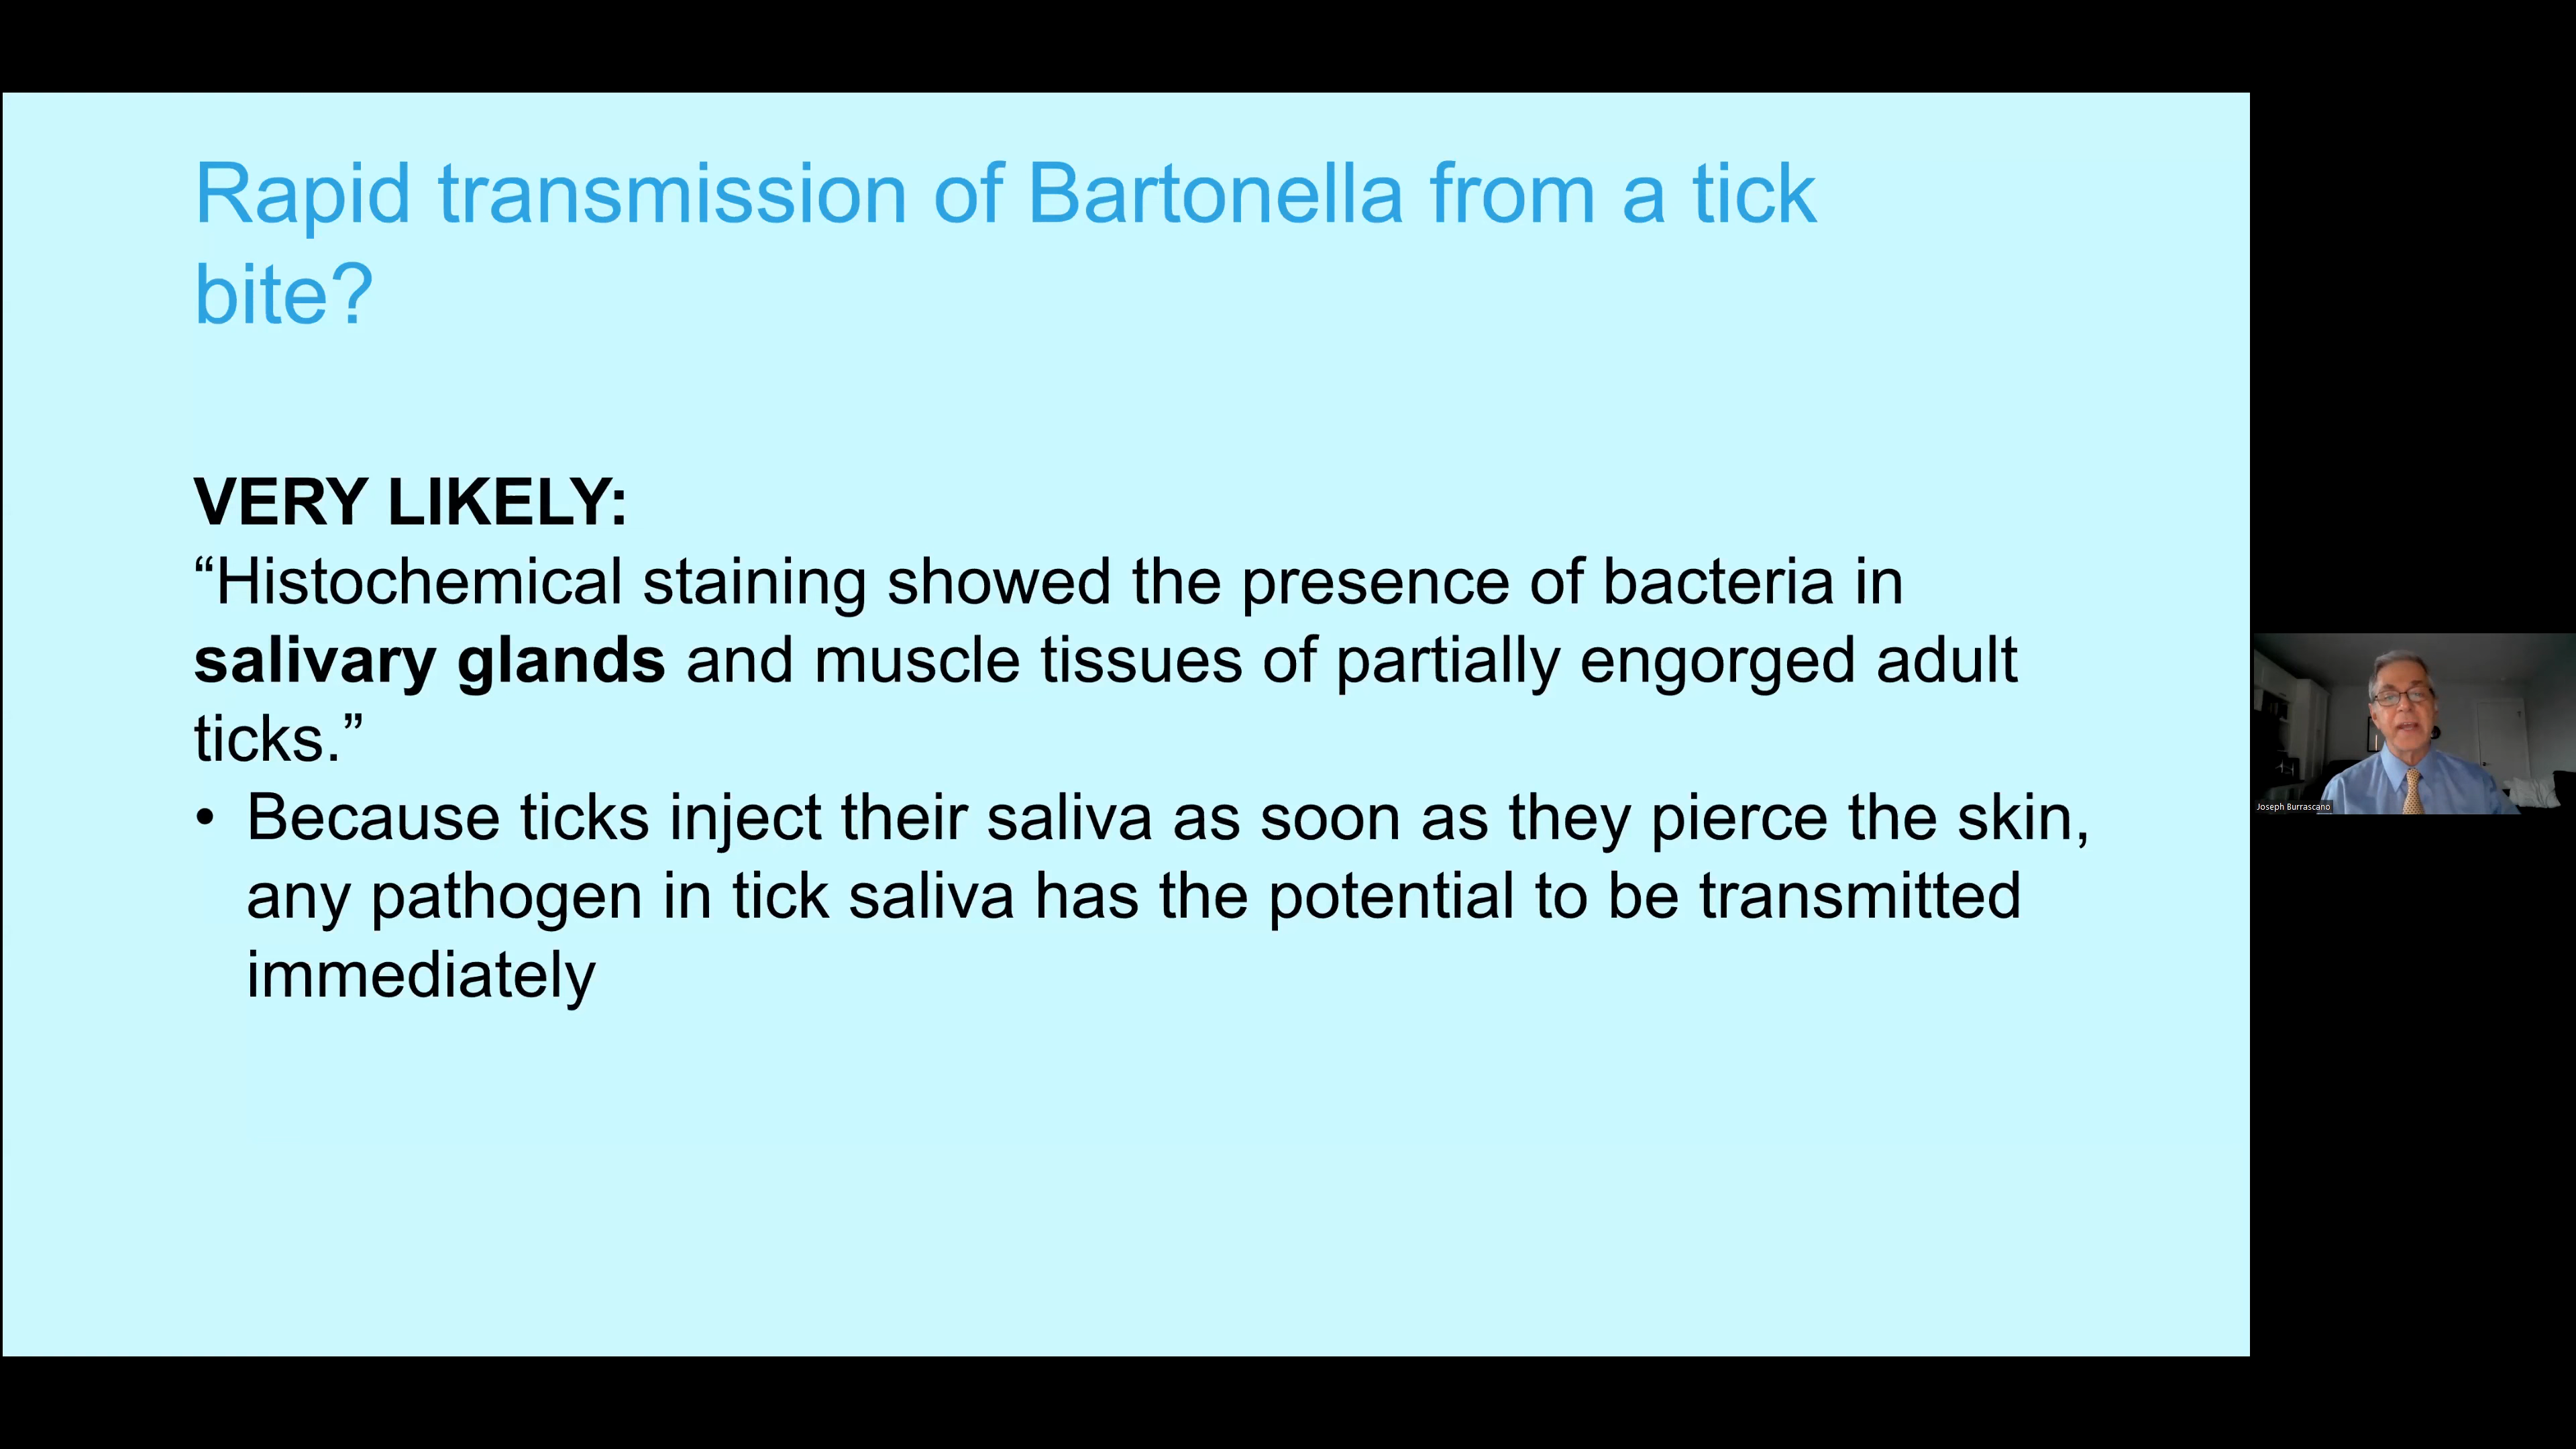 Rapid transmission of Bartonella from a tick
bite?
VERY LIKELY:
“Histochemical staining showed the presence of bacteria in
salivary glands and muscle tissues of partially engorged adult
ticks.”
• Because ticks inject their saliva as soon as they pierce the skin,
any pathogen in tick saliva has the potential to be transmitted
immediately
Joseph Burrascano